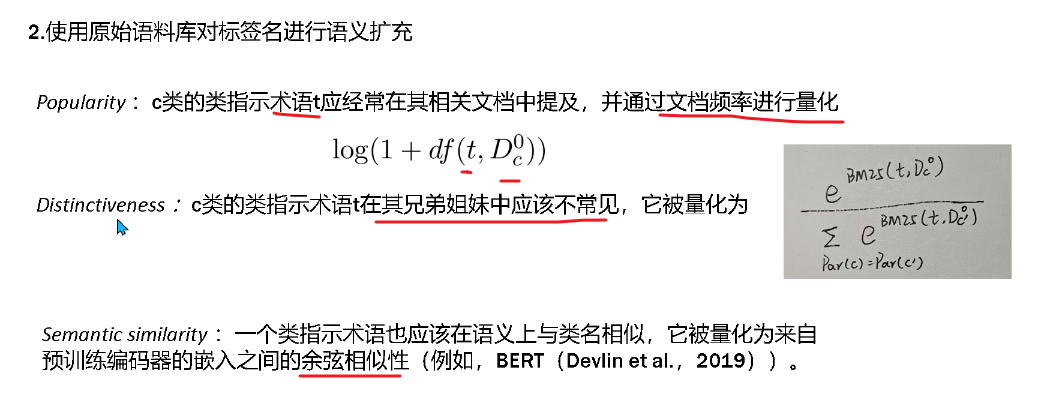 2.使用原始语料库对标签名进行语义扩充
Popularity： c类的类指示术语t应经常在其相关文档中提及，并通过文档频率进行量化
log(1 + df(t, D_c^0))
Distinctiveness： c类的类指示术语t在其兄弟姐妹中应该不常见，它被量化为
e^{BM25(t,D_c^0)}
Σ e^{BM25(t,D_{c'}^0)}
Par(c)=Par(c')
Semantic similarity： 一个类指示术语也应该在语义上与类名相似，它被量化为来自
预训练编码器的嵌入之间的余弦相似性（例如，BERT（Devlin et al.，2019））。